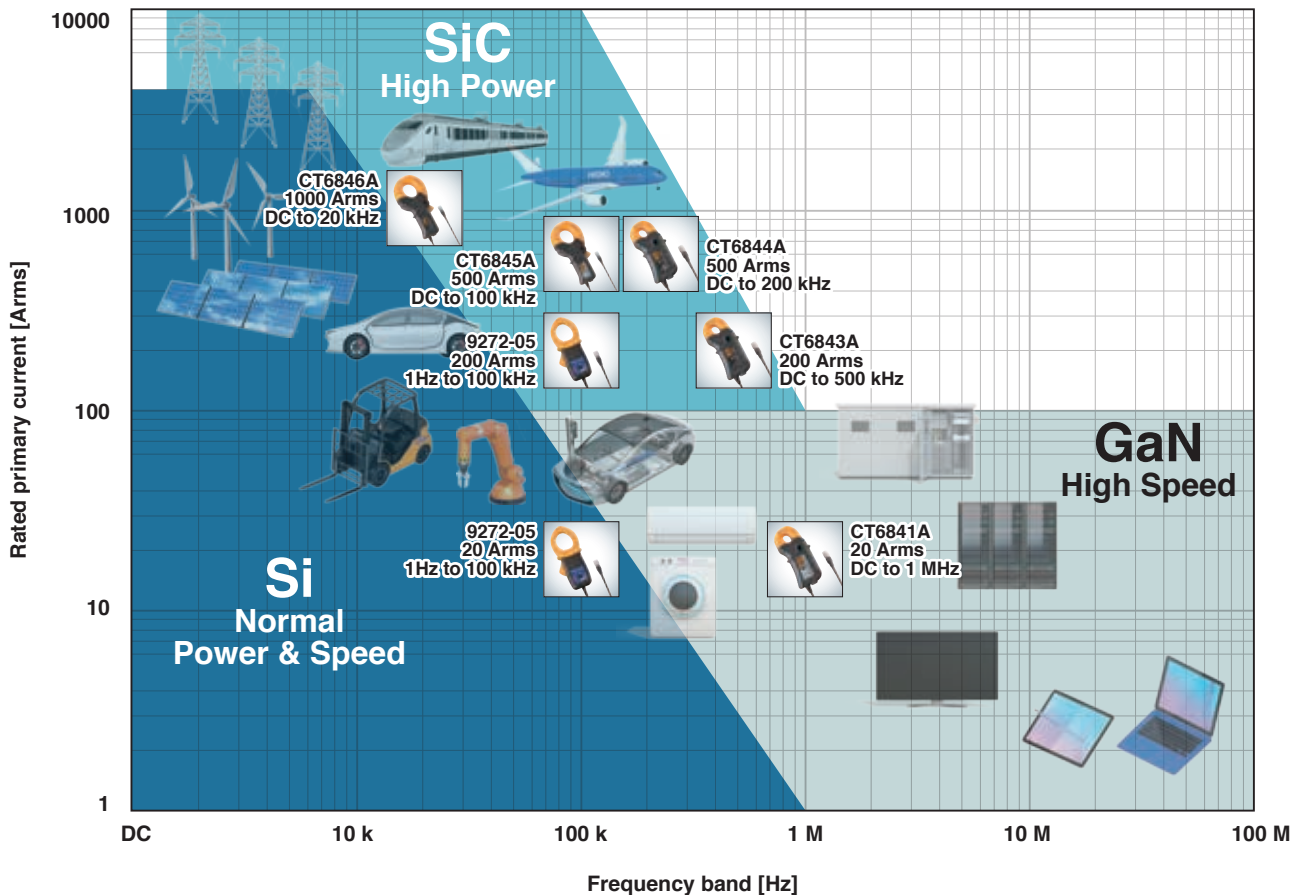 10000
1000
100
10
1
Rated primary current [Arms]
SiC
High Power
CT6846A
1000 Arms
DC to 20 kHz
CT6845A
500 Arms
DC to 100 kHz
CT6844A
500 Arms
DC to 200 kHz
9272-05
200 Arms
1Hz to 100 kHz
CT6843A
200 Arms
DC to 500 kHz
GaN
High Speed
9272-05
20 Arms
1Hz to 100 kHz
CT6841A
20 Arms
DC to 1 MHz
Si
Normal
Power & Speed
DC
10 k
100 k
1 M
10 M
100 M
Frequency band [Hz]